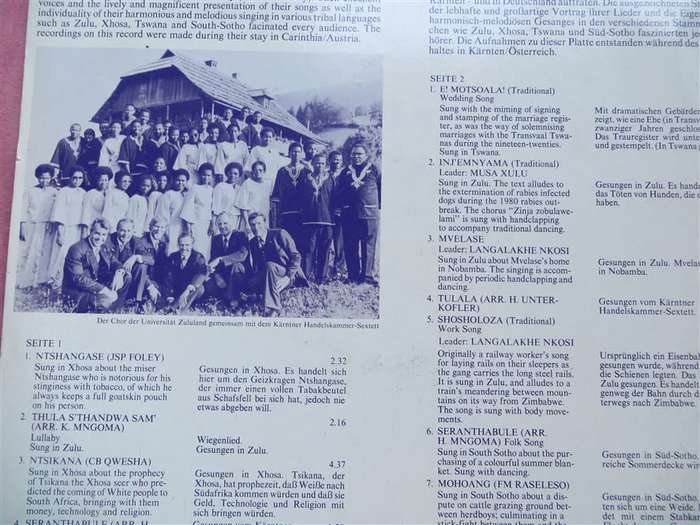 voices and the lively and magnificent presentation of their songs as well as the
individuality of their harmonious and melodious singing in various tribal languages
such as Zulu, Xhosa, Tswana and South-Sotho facinated every audience. The
recordings on this record were made during their stay in Carinthia/Austria.
Kärnten – und in Deutschland auftraten. Die ausgezeichneten
der lebhafte und großartige Vortrag ihrer Lieder und die
harmonisch-melodiösen Gesanges in den verschiedenen
chen wie Zulu, Xhosa, Tswana und Süd-Sotho faszinierten
hörer. Die Aufnahmen zu dieser Platte entstanden während des
haltes in Kärnten/Österreich.
Der Chor der Universität Zululand gemeinsam mit dem Kärntner Handelskammer-Sextett
SEITE 1
1. NTSHANGASE (JSP FOLEY) 2.32
Sung in Xhosa about the miser
Ntshangase who is notorious for his
stinginess with tobacco, of which he
always keeps a full goatskin pouch
on his person.
Gesungen in Xhosa. Es handelt sich
hier um den Geizkragen Ntshangase,
der immer einen vollen Tabakbeutel
aus Schafsfell bei sich hat, jedoch nie
etwas abgeben will.
2. THULA S'THANDWA SAM' 2.16
(ARR. K. MNGOMA)
Lullaby
Sung in Zulu.
Wiegenlied.
Gesungen in Zulu.
3. NTSIKANA (CB QWESHA) 4.37
Sung in Xhosa about the prophecy
of Tsikana the Xhosa seer who pre-
dicted the coming of White people to
South Africa, bringing with them
money, technology and religion.
Gesungen in Xhosa. Tsikana, der
Xhosa, hat prophezeit, daß Weiße nach
Südafrika kommen würden und daß sie
Geld, Technologie und Religion mit
sich bringen würden.
SERANTHABULE (ARR. H.
SEITE 2
1. E! MOTSOALA! (Traditional)
Wedding Song
Sung with the miming of signing
and stamping of the marriage regis-
ter, as was the way of solemnising
marriages with the Transvaal Tswa-
nas during the nineteen-twenties.
Sung in Tswana.
Mit dramatischen Gebärden
zeigt, wie eine Ehe (in
zwanziger Jahren
Das Trauregister wird
und gestempelt. (In Tswana
2. INJ'EMNYAMA (Traditional)
Leader: MUSA XULU
Sung in Zulu. The text alludes to
the extermination of rabies infected
dogs during the 1980 rabies out-
break. The chorus "Zinja zobulawe-
lami" is sung with handclapping
to accompany traditional dancing.
Gesungen in Zulu. Es
das Töten von Hunden, die
haben.
3. MVELASE
Leader: LANGALAKHE NKOSI
Sung in Zulu about Mvelase's home
in Nobamba. The singing is accom-
panied by periodic handclapping and
dancing.
Gesungen in Zulu.
in Nobamba.
4. TULALA (ARR. H. UNTER-
KOFLER)
Gesungen vom Kärntner
Handelskammer-Sextett.
5. SHOSHOLOZA (Traditional)
Work Song
Leader: LANGALAKHE NKOSI
Originally a railway worker's song
for laying rails on their sleepers as
the gang carries the long steel rails.
It is sung in Zulu, and alludes to a
train's meandering between moun-
tains on its way from Zimbabwe.
The song is sung with body move-
ments.
Ursprünglich ein
gesungen wurde, während
die Schienen legten. Das
Zulu gesungen. Es handelt
genweg der Bahn durch
terwegs nach Zimbabwe.
6. SERANTHABULE (ARR.
H. MNGOMA) Folk Song
Sung in South Sotho about the pur-
chasing of a colourful summer blan-
ket. Sung with dancing.
Gesungen in Süd-Sotho.
reiche Sommerdecke
7. MOHOANG (FM RASELESO)
Sung in South Sotho about a dis-
pute on cattle grazing ground bet-
ween herdboys; culminating in a
stick-fight between them and the
Gesungen in Süd-Sotho.
ten sich um eine
det mit einem